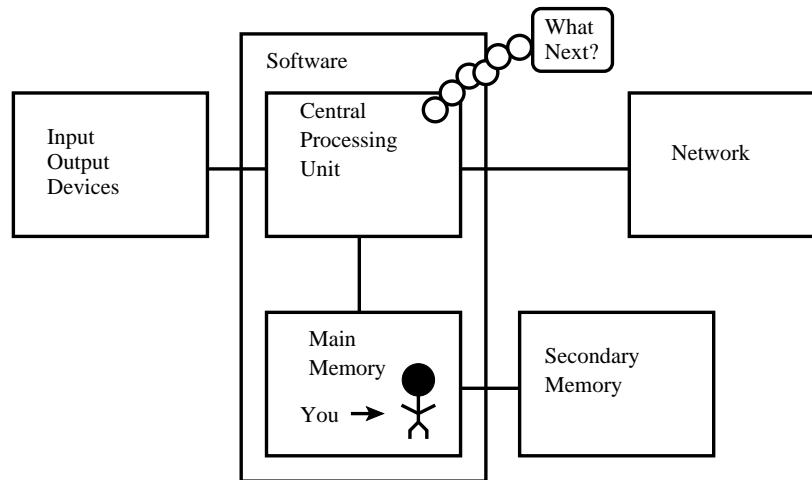 What
Next?
Software
Input
Output
Devices
Central
Processing
Unit
Network
Main
Memory
You
Secondary
Memory